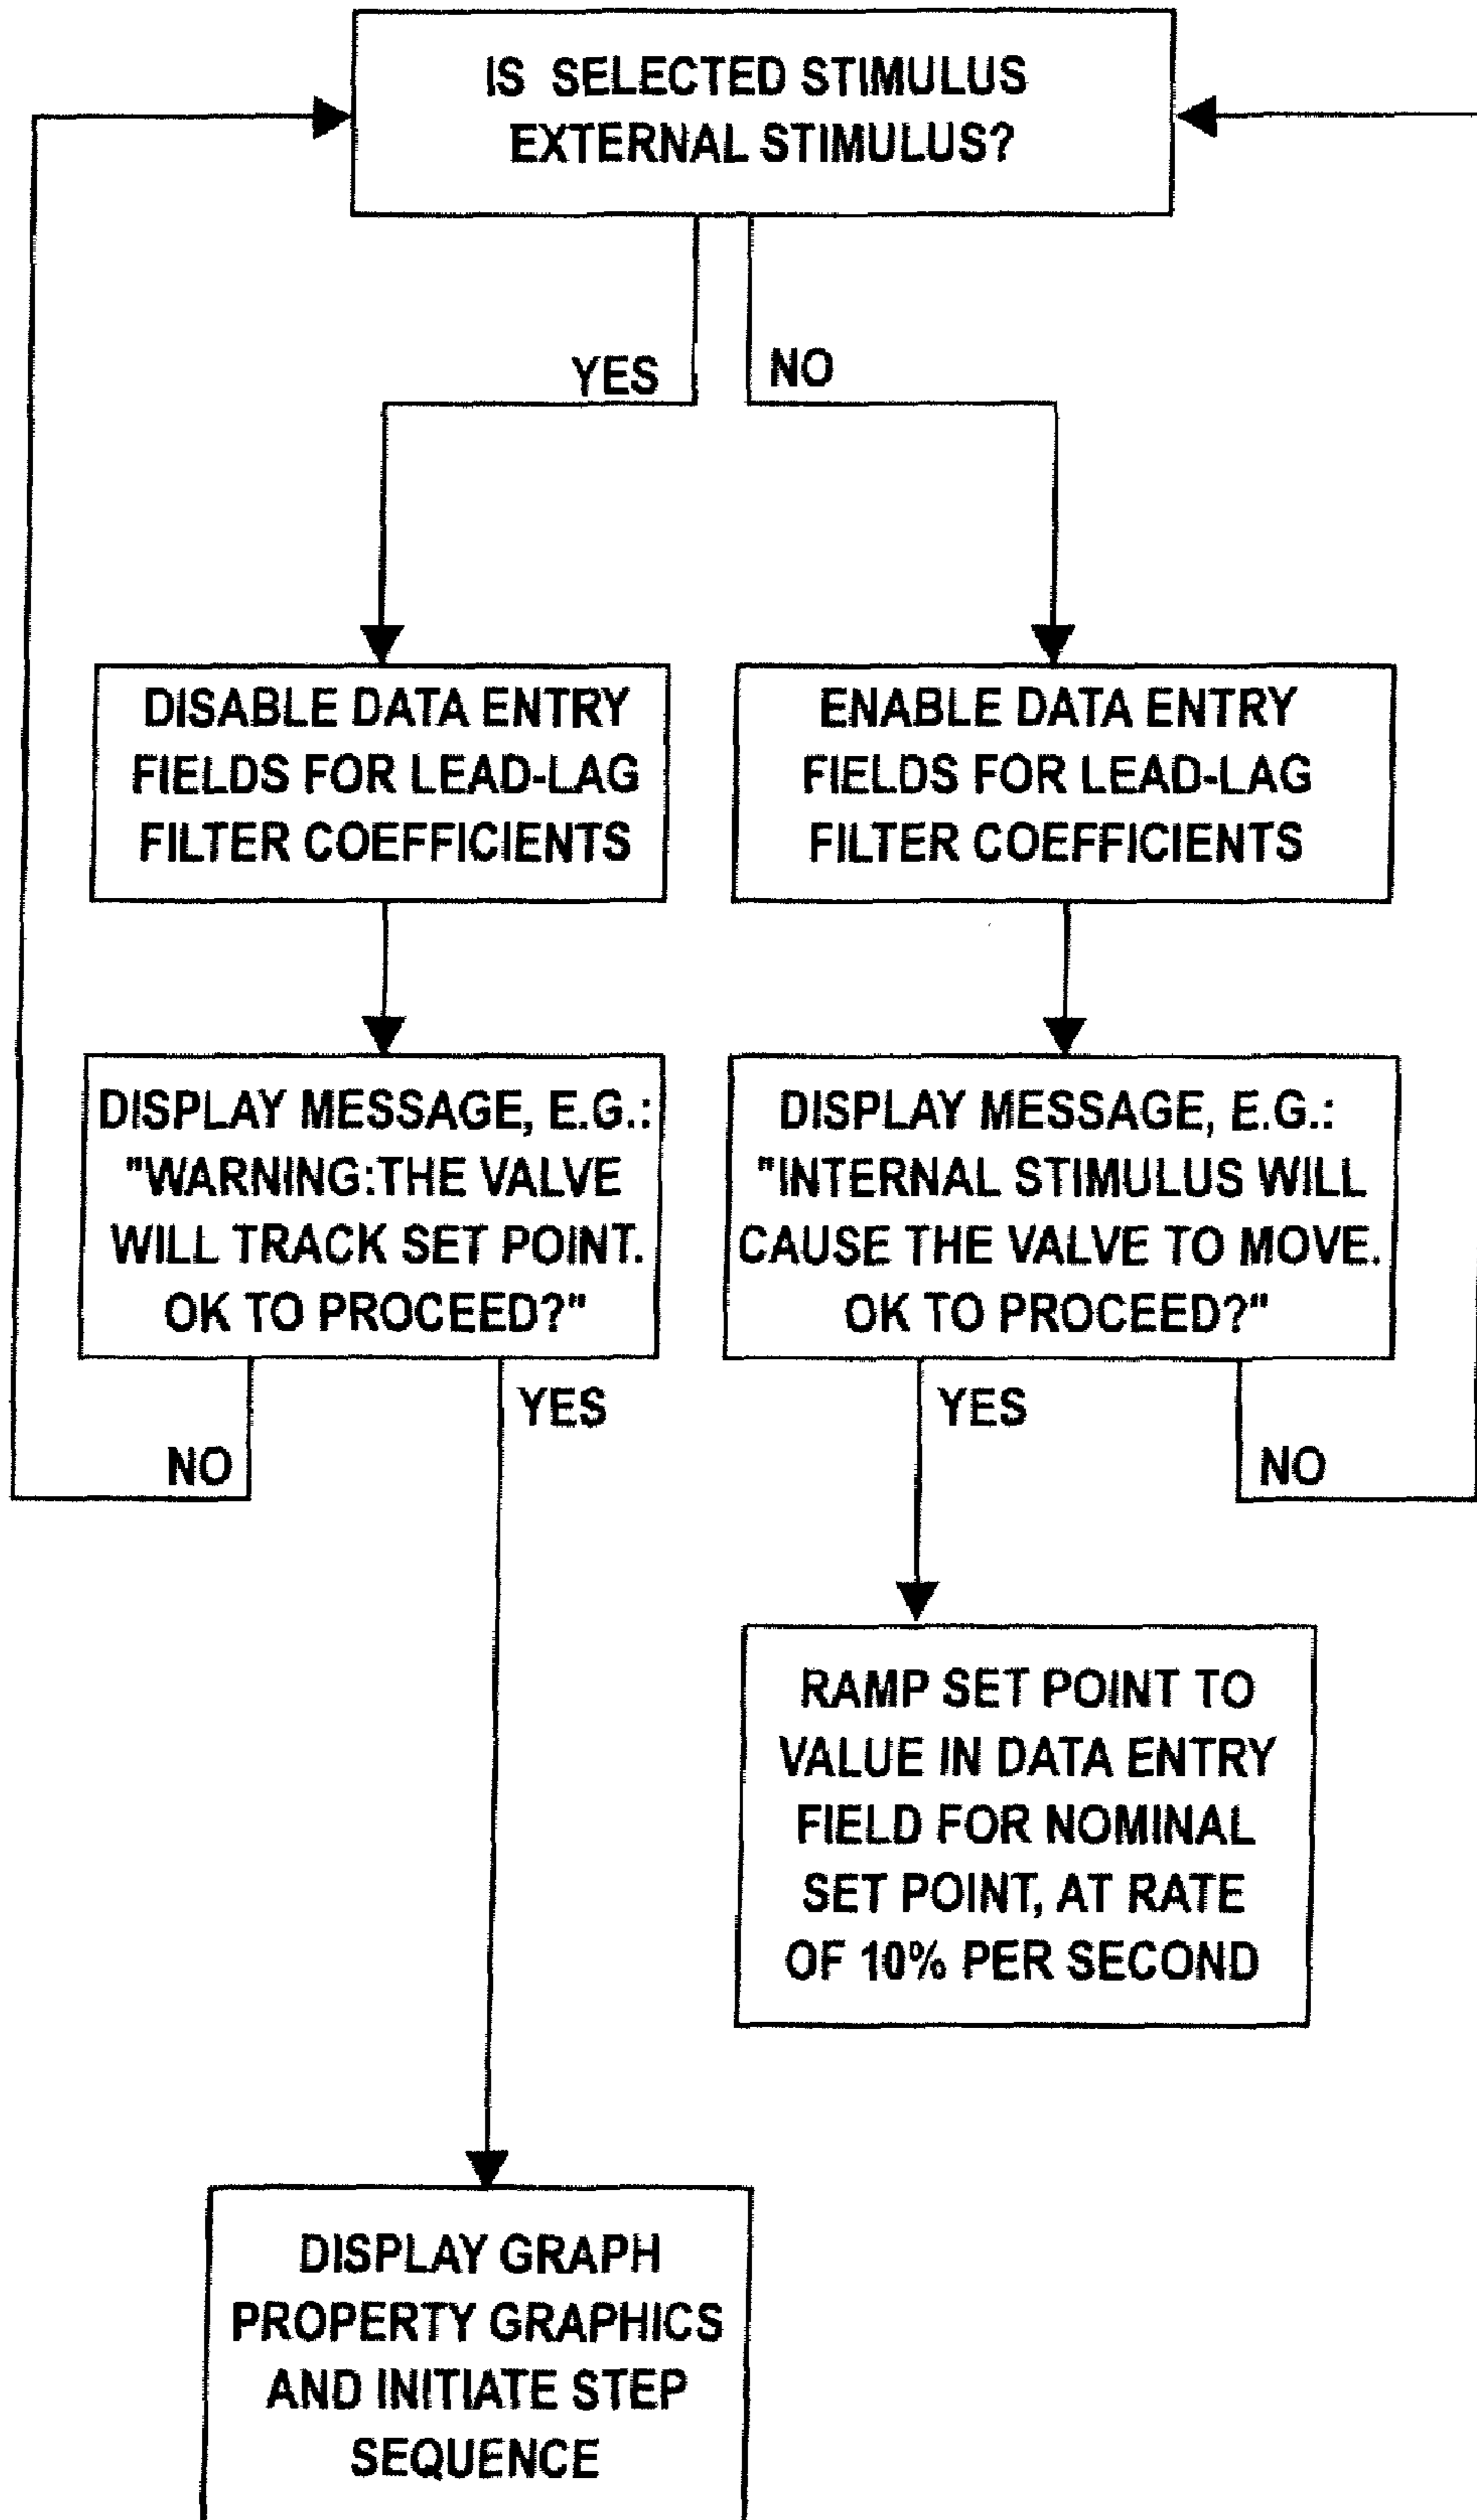 IS SELECTED STIMULUS
EXTERNAL STIMULUS?
YES
NO
DISABLE DATA ENTRY
FIELDS FOR LEAD-LAG
FILTER COEFFICIENTS
ENABLE DATA ENTRY
FIELDS FOR LEAD-LAG
FILTER COEFFICIENTS
DISPLAY MESSAGE, E.G.:
"WARNING:THE VALVE
WILL TRACK SET POINT.
OK TO PROCEED?"
DISPLAY MESSAGE, E.G.:
"INTERNAL STIMULUS WILL
CAUSE THE VALVE TO MOVE.
OK TO PROCEED?"
NO
YES
YES
NO
RAMP SET POINT TO
VALUE IN DATA ENTRY
FIELD FOR NOMINAL
SET POINT, AT RATE
OF 10% PER SECOND
DISPLAY GRAPH
PROPERTY GRAPHICS
AND INITIATE STEP
SEQUENCE